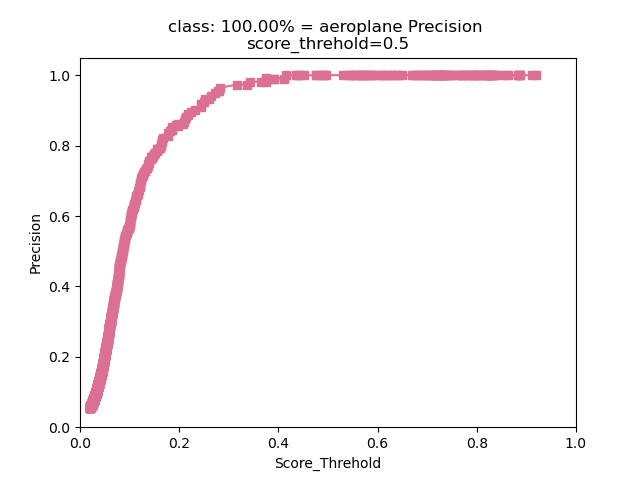 class: 100.00% = aeroplane Precision
score_threhold=0.5
1.0
0.8
0.6
0.4
0.2
0.0
Precision
0.0 0.2 0.4 0.6 0.8 1.0
Score_Threhold